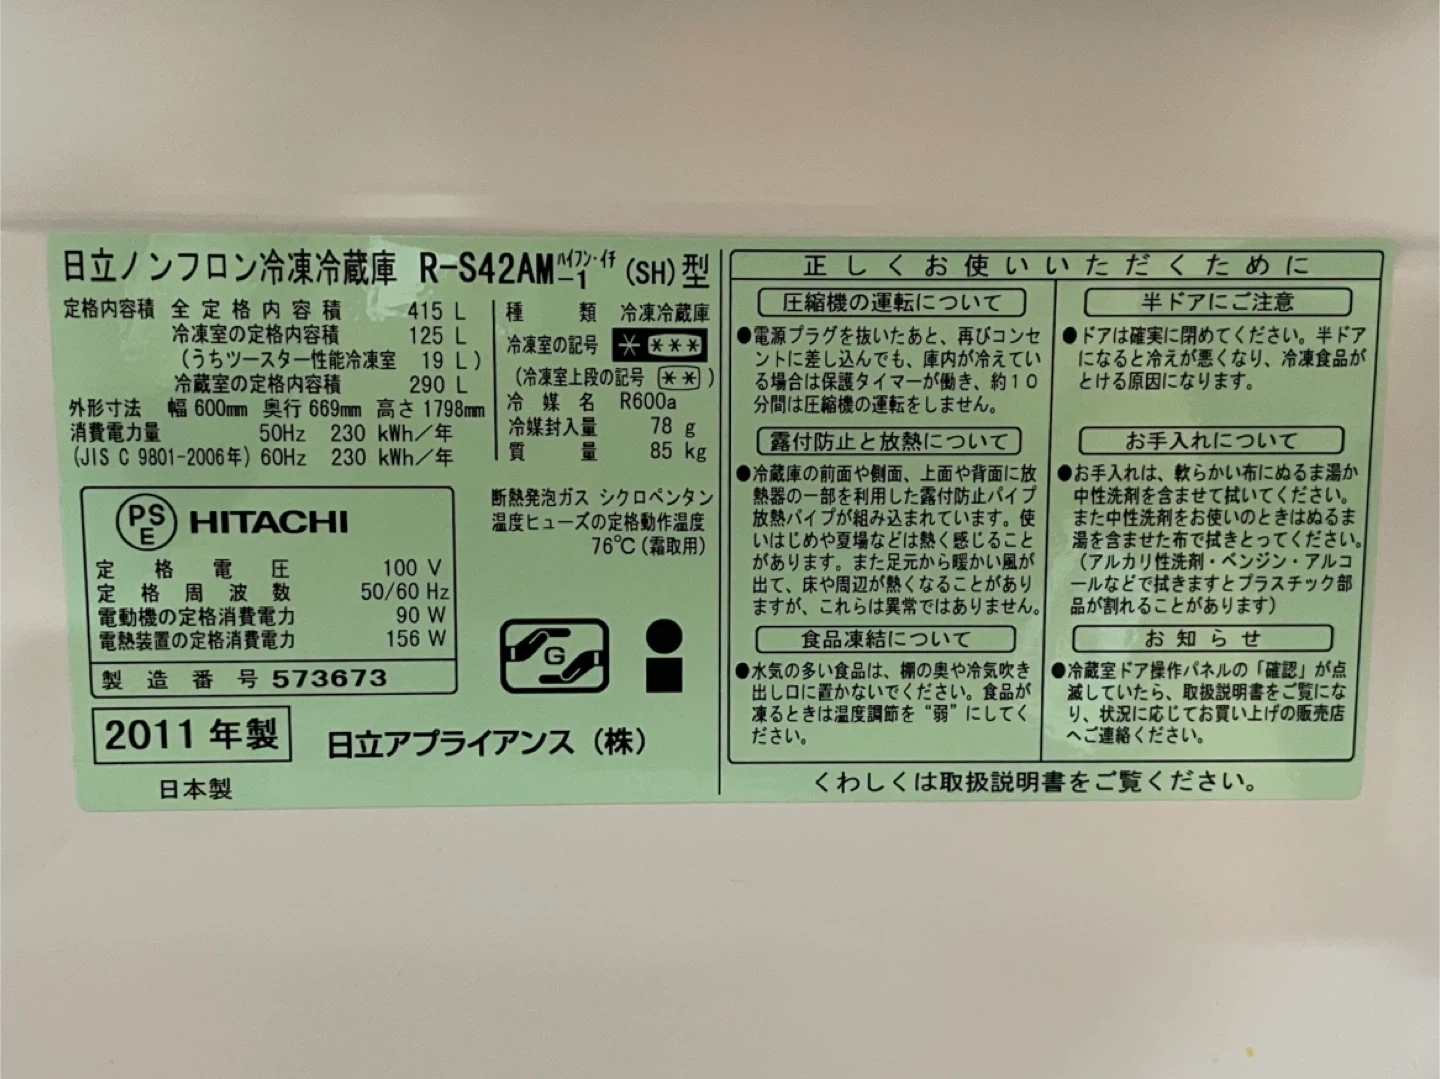 日立ノンフロン冷凍冷蔵庫 R-S42AM-1 ハイフン・イチ (SH) 型
定格内容積 全定格内容積 415 L
冷凍室の定格内容積 125 L
(うちツースター性能冷凍室 19 L)
冷蔵室の定格内容積 290 L
外形寸法 幅 600mm 奥行 669mm 高さ 1798mm
消費電力量 50Hz 230 kWh/年
(JIS C 9801-2006年) 60Hz 230 kWh/年
種類 冷凍冷蔵庫
冷凍室の記号 * ***
(冷凍室上段の記号 **)
冷媒名 R600a
冷媒封入量 78 g
質量 85 kg
断熱発泡ガス シクロペンタン
温度ヒューズの定格動作温度
76℃(霜取用)
PSE HITACHI
定格電圧 100 V
定格周波数 50/60 Hz
電動機の定格消費電力 90 W
電熱装置の定格消費電力 156 W
製造番号 573673
G
2011 年製
日立アプライアンス(株)
日本製
正しくお使いいただくために
圧縮機の運転について
●電源プラグを抜いたあと、再びコンセ
ントに差し込んでも、庫内が冷えてい
る場合は保護タイマーが働き、約10
分間は圧縮機の運転をしません。
露付防止と放熱について
●冷蔵庫の前面や側面、上面や背面に放
熱器の一部を利用した露付防止パイプ
放熱パイプが組み込まれています。使
いはじめや夏場などは熱く感じること
があります。また足元から暖かい風が
出て、床や周辺が熱くなることがあり
ますが、これらは異常ではありません。
食品凍結について
●水気の多い食品は、棚の奥や冷気吹き
出し口に置かないでください。食品が
凍るときは温度調節を“弱”にしてく
ださい。
半ドアにご注意
●ドアは確実に閉めてください。半ドア
になると冷えが悪くなり、冷凍食品が
とける原因になります。
お手入れについて
●お手入れは、軟らかい布にぬるま湯か
中性洗剤を含ませて拭いてください。
また中性洗剤をお使いのときはぬるま
湯を含ませた布で拭きとってください。
(アルカリ性洗剤・ベンジン・アルコ
ールなどで拭きますとプラスチック部
品が割れることがあります)
お知らせ
●冷蔵室ドア操作パネルの「確認」が点
滅していたら、取扱説明書をご覧にな
り、状況に応じてお買い上げの販売店
へご連絡ください。
くわしくは取扱説明書をご覧ください。